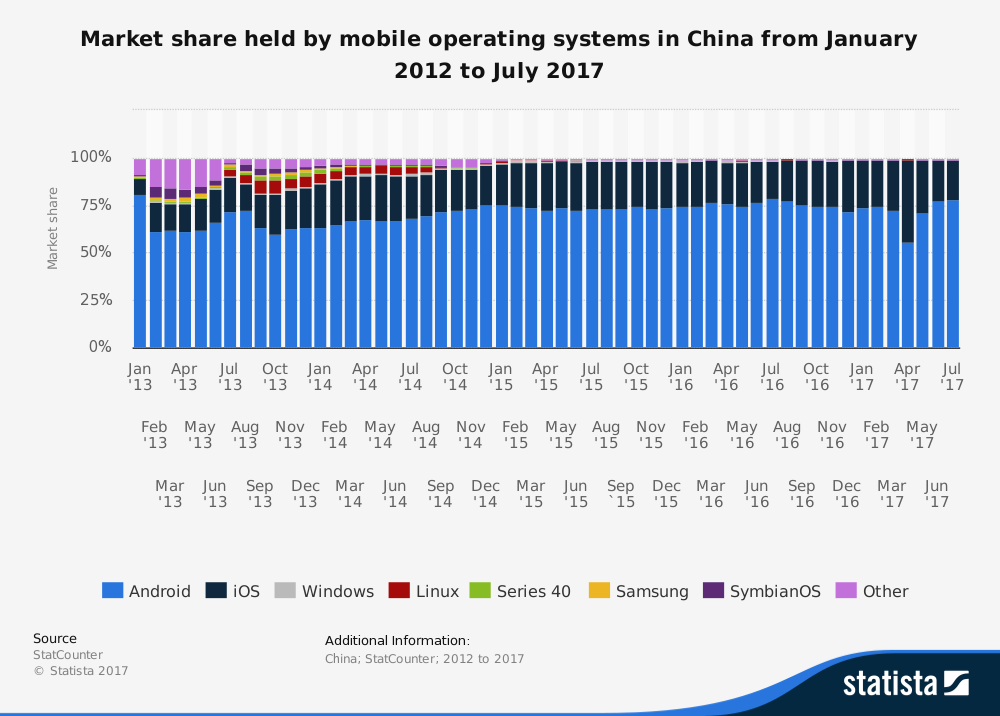 Market share held by mobile operating systems in China from January
2012 to July 2017
Market share
100%
75%
50%
25%
0%
Jan '13
Apr '13
Jul '13
Oct '13
Jan '14
Apr '14
Jul '14
Oct '14
Jan '15
Apr '15
Jul '15
Oct '15
Jan '16
Apr '16
Jul '16
Oct '16
Jan '17
Apr '17
Jul '17
Feb '13
May '13
Aug '13
Nov '13
Feb '14
May '14
Aug '14
Nov '14
Feb '15
May '15
Aug '15
Nov '15
Feb '16
May '16
Aug '16
Nov '16
Feb '17
May '17
Mar '13
Jun '13
Sep '13
Dec '13
Mar '14
Jun '14
Sep '14
Dec '14
Mar '15
Jun '15
Sep `15
Dec '15
Mar '16
Jun '16
Sep '16
Dec '16
Mar '17
Jun '17
Android iOS Windows Linux Series 40 Samsung SymbianOS Other
Source
StatCounter
© Statista 2017
Additional Information:
China; StatCounter; 2012 to 2017
statista